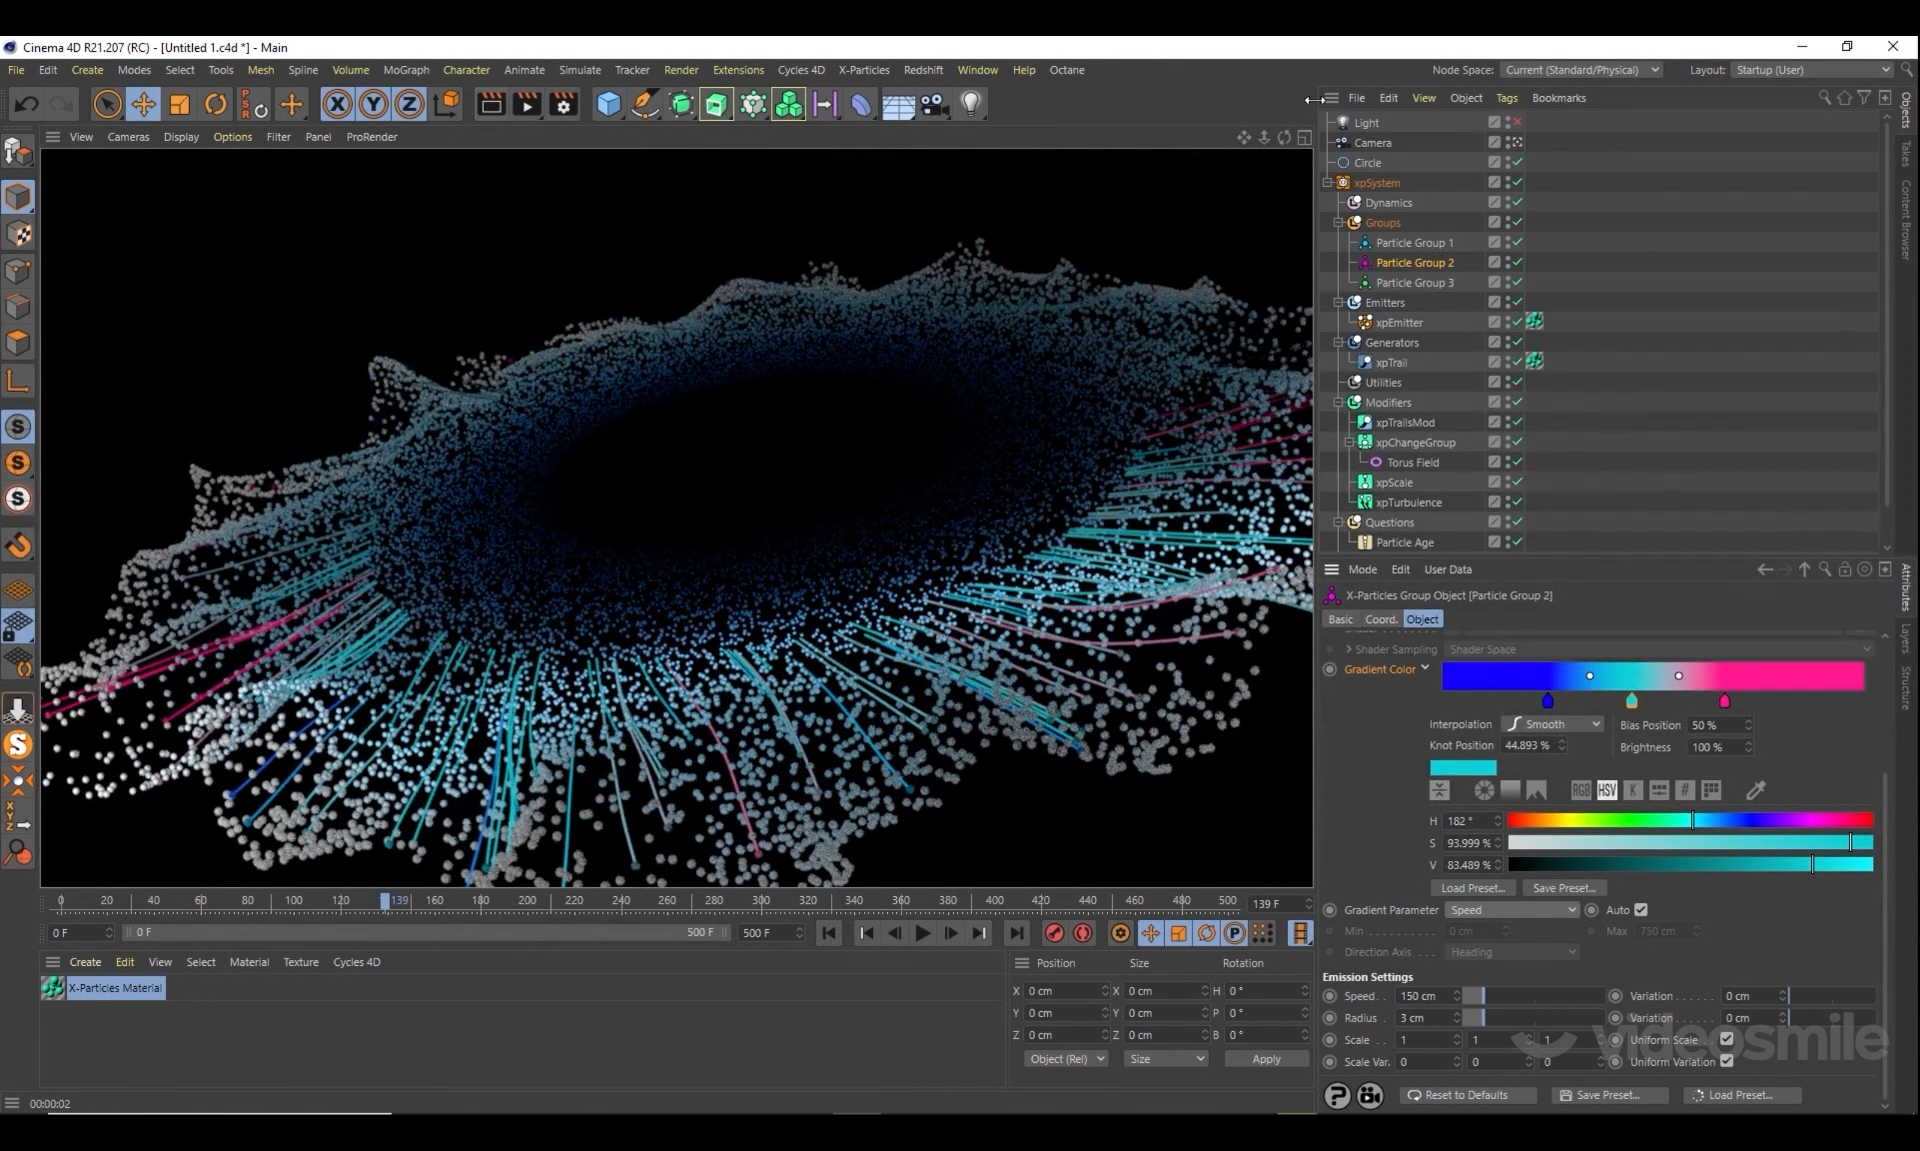 Cinema 4D R21.207 (RC) - [Untitled 1.c4d *] - Main
File Edit Create Modes Select Tools Mesh Spline Volume MoGraph Character Animate Simulate Tracker Render Extensions Cycles 4D X-Particles Redshift Window Help Octane
Node Space: Current (Standard/Physical) Layout: Startup (User)
File Edit View Object Tags Bookmarks
View Cameras Display Options Filter Panel ProRender
Light
Camera
Circle
xpSystem
Dynamics
Groups
Particle Group 1
Particle Group 2
Particle Group 3
Emitters
xpEmitter
Generators
xpTrail
Utilities
Modifiers
xpTrailsMod
xpChangeGroup
Torus Field
xpScale
xpTurbulence
Questions
Particle Age
Objects
Takes
Content Browser
Mode Edit User Data
X-Particles Group Object [Particle Group 2]
Basic Coord. Object
Attributes
Layers
Structure
Shader Sampling Shader Space
Gradient Color
Interpolation Smooth Bias Position 50 %
Knot Position 44.893 % Brightness 100 %
RGB HSV K #
H 182 °
S 93.999 %
V 83.489 %
Load Preset... Save Preset...
Gradient Parameter Speed Auto
Min 0 cm Max 750 cm
Direction Axis Heading
Emission Settings
Speed 150 cm Variation 0 cm
Radius 3 cm Variation 0 cm
Scale 1 1 1 Uniform Scale
Scale Var. 0 0 0 Uniform Variation
videosmile
Reset to Defaults Save Preset... Load Preset...
0 20 40 60 80 100 120 139 160 180 200 220 240 260 280 300 320 340 360 380 400 420 440 460 480 500 139 F
0 F 0 F 500 F 500 F
Create Edit View Select Material Texture Cycles 4D
X-Particles Material
Position Size Rotation
X 0 cm X 0 cm H 0 °
Y 0 cm Y 0 cm P 0 °
Z 0 cm Z 0 cm B 0 °
Object (Rel) Size Apply
00:00:02